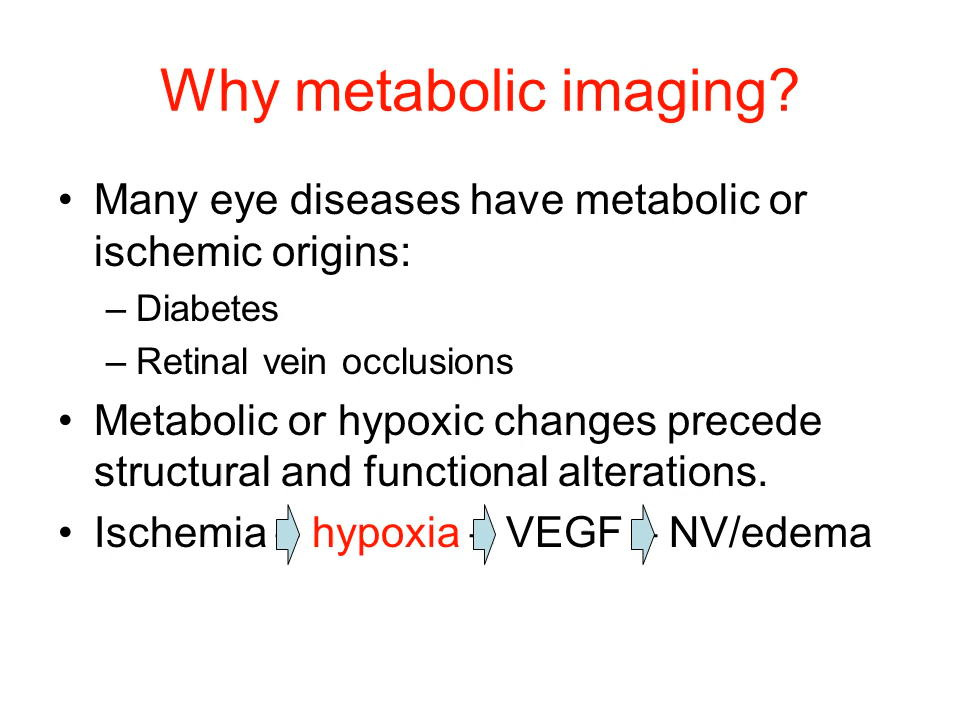 Why metabolic imaging?
• Many eye diseases have metabolic or
ischemic origins:
– Diabetes
– Retinal vein occlusions
• Metabolic or hypoxic changes precede
structural and functional alterations.
• Ischemia - hypoxia - VEGF - NV/edema